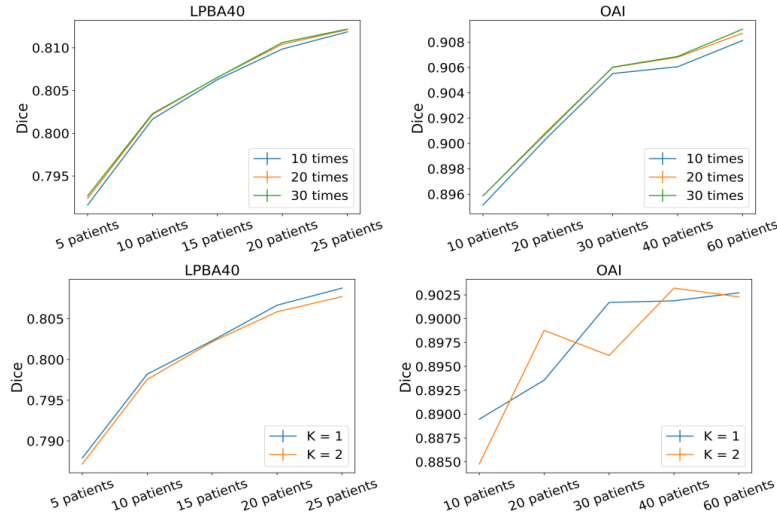 LPBA40
OAI
Dice
0.810
0.805
0.800
0.795
10 times
20 times
30 times
5 patients
10 patients
15 patients
20 patients
25 patients
Dice
0.908
0.906
0.904
0.902
0.900
0.898
0.896
10 times
20 times
30 times
10 patients
20 patients
30 patients
40 patients
60 patients
LPBA40
OAI
Dice
0.805
0.800
0.795
0.790
K = 1
K = 2
5 patients
10 patients
15 patients
20 patients
25 patients
Dice
0.9025
0.9000
0.8975
0.8950
0.8925
0.8900
0.8875
0.8850
K = 1
K = 2
10 patients
20 patients
30 patients
40 patients
60 patients